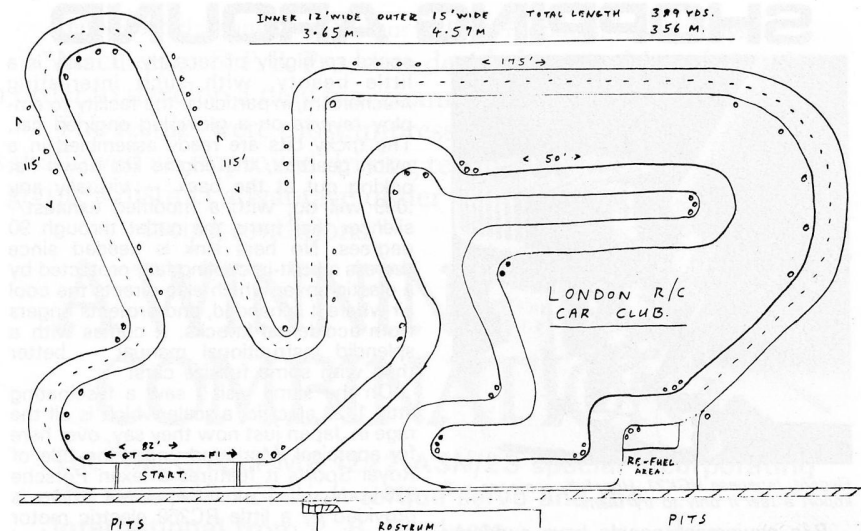 INNER 12' WIDE OUTER 15' WIDE TOTAL LENGTH 389 YDS.
3·65 M. 4·57 M 356 M.
< 175' >
115'
115'
< 50' >
LONDON R/C
CAR CLUB.
< 82' >
GT F1
START.
RE-FUEL
AREA.
PITS
ROSTRUM
PITS